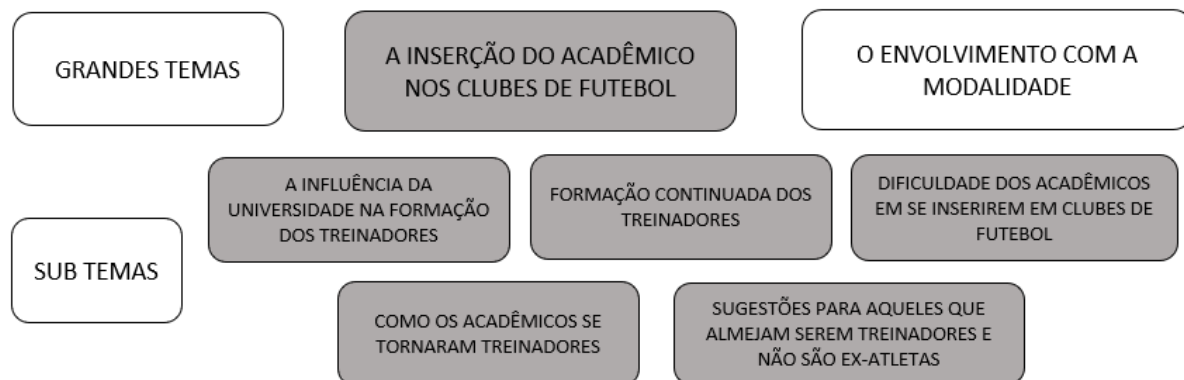 GRANDES TEMAS
A INSERÇÃO DO ACADÊMICO
NOS CLUBES DE FUTEBOL
O ENVOLVIMENTO COM A
MODALIDADE
SUB TEMAS
A INFLUÊNCIA DA
UNIVERSIDADE NA FORMAÇÃO
DOS TREINADORES
FORMAÇÃO CONTINUADA DOS
TREINADORES
DIFICULDADE DOS ACADÊMICOS
EM SE INSERIREM EM CLUBES DE
FUTEBOL
COMO OS ACADÊMICOS SE
TORNARAM TREINADORES
SUGESTÕES PARA AQUELES QUE
ALMEJAM SEREM TREINADORES E
NÃO SÃO EX-ATLETAS